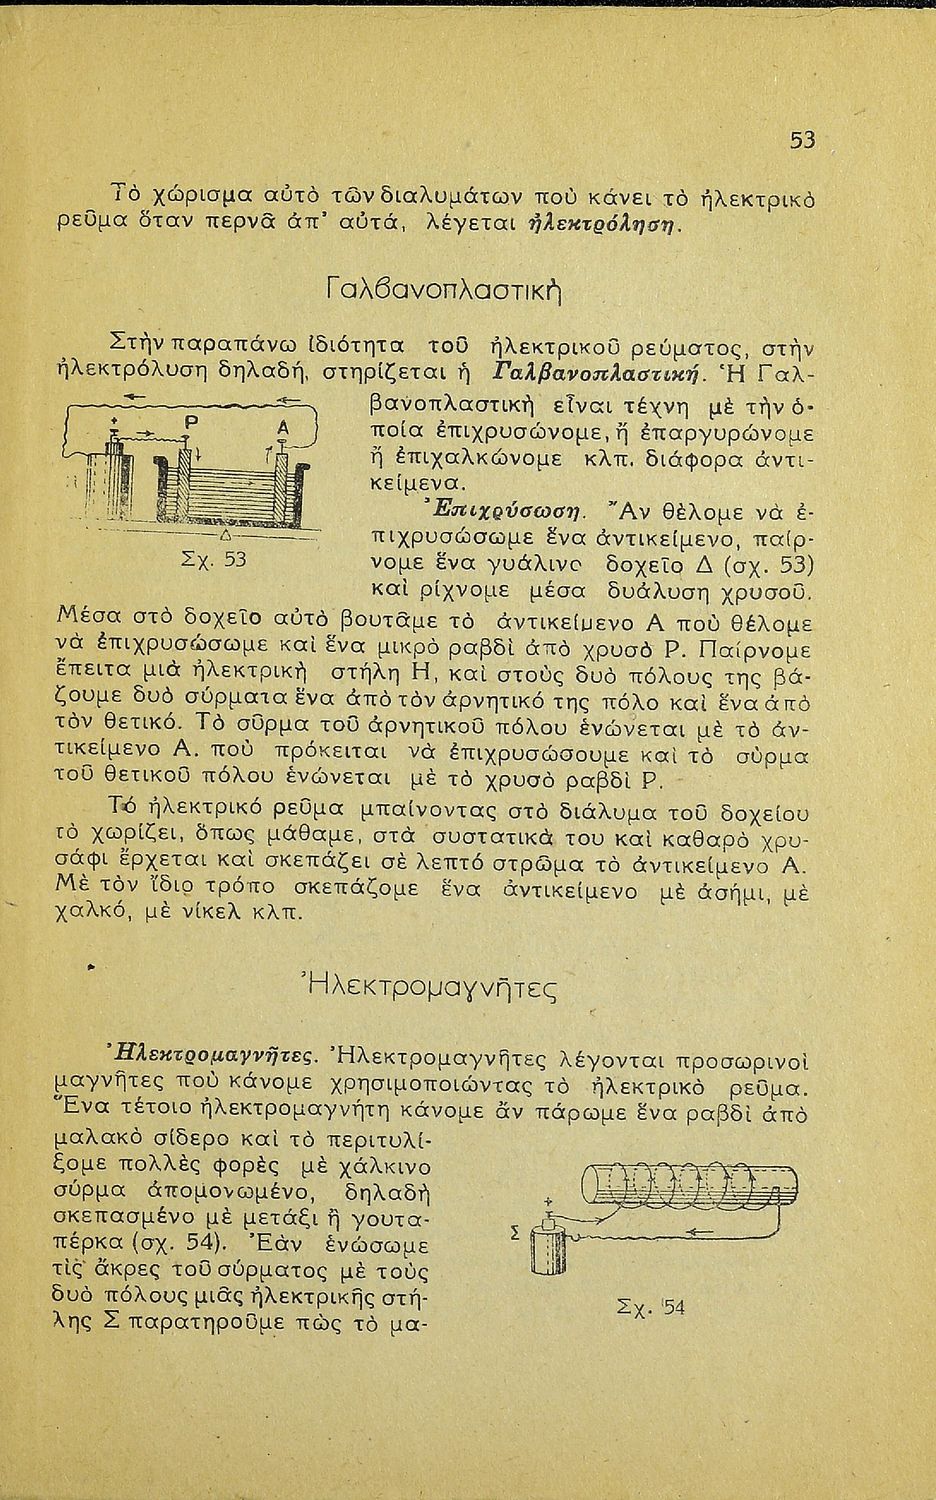 53
Τὸ χώρισμα αὐτὸ τῶν διαλυμάτων ποὺ κάνει τὸ ἠλεκτρικὸ
ρεῦμα ὅταν περνᾶ ἀπ᾽ αὐτά, λέγεται ἠλεκτρόληση.
Γαλβανοπλαστικὴ
Στὴν παραπάνω ἰδιότητα τοῦ ἠλεκτρικοῦ ρεύματος, στὴν
ἠλεκτρόλυση δηλαδή, στηρίζεται ἡ Γαλβανοπλαστική. Ἡ Γαλ-
βανοπλαστικὴ εἶναι τέχνη μὲ τὴν ὁ-
ποία ἐπιχρυσώνομε, ἢ ἐπαργυρώνομε
ἢ ἐπιχαλκώνομε κλπ. διάφορα ἀντι-
κείμενα.
Ἐπιχρύσωση. Ἂν θὲλομε νὰ ἐ-
πιχρυσώσωμε ἕνα ἀντικείμενο, παίρ-
νομε ἕνα γυάλινο δοχεῖο Δ (σχ. 53)
καὶ ρίχνομε μέσα δυάλυση χρυσοῦ.
+ P A
Δ
Σχ. 53
Μέσα στὸ δοχεῖο αὐτὸ βουτᾶμε τὸ ἀντικείμενο Α ποὺ θέλομε
νὰ ἐπιχρυσώσωμε καὶ ἕνα μικρὸ ραβδὶ ἀπὸ χρυσὸ Ρ. Παίρνομε
ἔπειτα μιὰ ἠλεκτρικὴ στήλη Η, καὶ στοὺς δυὸ πόλους της βά-
ζουμε δυὸ σύρματα ἕνα ἀπὸ τὸν ἀρνητικό της πόλο καὶ ἕνα ἀπὸ
τὸν θετικό. Τὸ σῦρμα τοῦ ἀρνητικοῦ πόλου ἑνώνεται μὲ τὸ ἀν-
τικείμενο Α. ποὺ πρόκειται νὰ ἐπιχρυσώσουμε καὶ τὸ σὺρμα
τοῦ θετικοῦ πόλου ἑνώνεται μὲ τὸ χρυσὸ ραβδὶ Ρ.
Τό ἠλεκτρικό ρεῦμα μπαίνοντας στὸ διάλυμα τοῦ δοχείου
τὸ χωρίζει, ὅπως μάθαμε, στὰ συστατικὰ του καὶ καθαρὸ χρυ-
σάφι ἔρχεται καὶ σκεπάζει σὲ λεπτό στρῶμα τὸ ἀντικείμενο Α.
Μὲ τὸν ἴδιο τρόπο σκεπάζομε ἕνα ἀντικείμενο μὲ ἀσήμι, μὲ
χαλκό, μὲ νίκελ κλπ.
Ἠλεκτρομαγνῆτες
Ἠλεκτρομαγνῆτες. Ἠλεκτρομαγνῆτες λέγονται προσωρινοὶ
μαγνῆτες ποὺ κάνομε χρησιμοποιώντας τὸ ἠλεκτρικὸ ρεῦμα.
Ἕνα τέτοιο ἠλεκτρομαγνήτη κάνομε ἂν πάρωμε ἕνα ραβδὶ ἀπὸ
μαλακὸ σίδερο καὶ τὸ περιτυλί-
ξομε πολλὲς φορὲς μὲ χάλκινο
σύρμα ἀπομονωμένο, δηλαδὴ
σκεπασμένο μὲ μετάξι ἢ γουτα-
πέρκα (σχ. 54). Ἐὰν ἑνώσωμε
τὶς ἄκρες τοῦ σύρματος μὲ τοὺς
δυὸ πόλους μιᾶς ἠλεκτρικῆς στή-
λης Σ παρατηροῦμε πὼς τὸ μα-
+
Σ
Σχ. 54